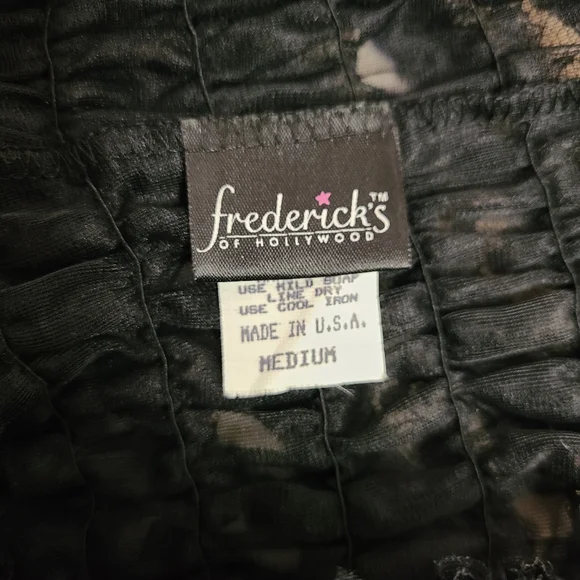 frederick's™
OF HOLLYWOOD
USE MILD SOAP
LINE DRY
USE COOL IRON
MADE IN U.S.A.
MEDIUM